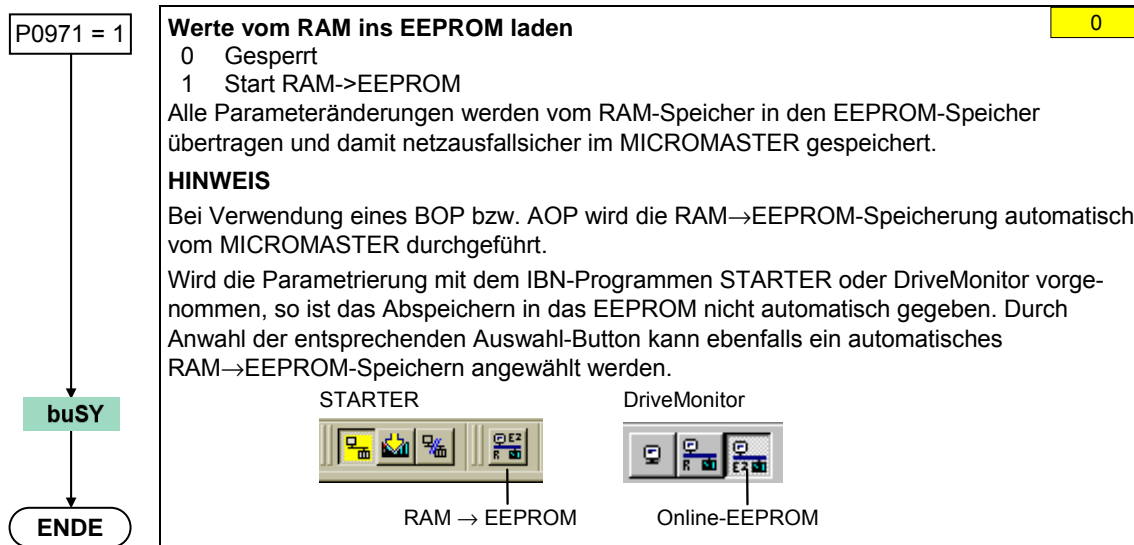 P0971 = 1
Werte vom RAM ins EEPROM laden
0
0 Gesperrt
1 Start RAM->EEPROM
Alle Parameteränderungen werden vom RAM-Speicher in den EEPROM-Speicher
übertragen und damit netzausfallsicher im MICROMASTER gespeichert.
HINWEIS
Bei Verwendung eines BOP bzw. AOP wird die RAM→EEPROM-Speicherung automatisch
vom MICROMASTER durchgeführt.
Wird die Parametrierung mit dem IBN-Programmen STARTER oder DriveMonitor vorge-
nommen, so ist das Abspeichern in das EEPROM nicht automatisch gegeben. Durch
Anwahl der entsprechenden Auswahl-Button kann ebenfalls ein automatisches
RAM→EEPROM-Speichern angewählt werden.
buSY
STARTER
DriveMonitor
E2
R
R
E2
RAM → EEPROM
Online-EEPROM
ENDE